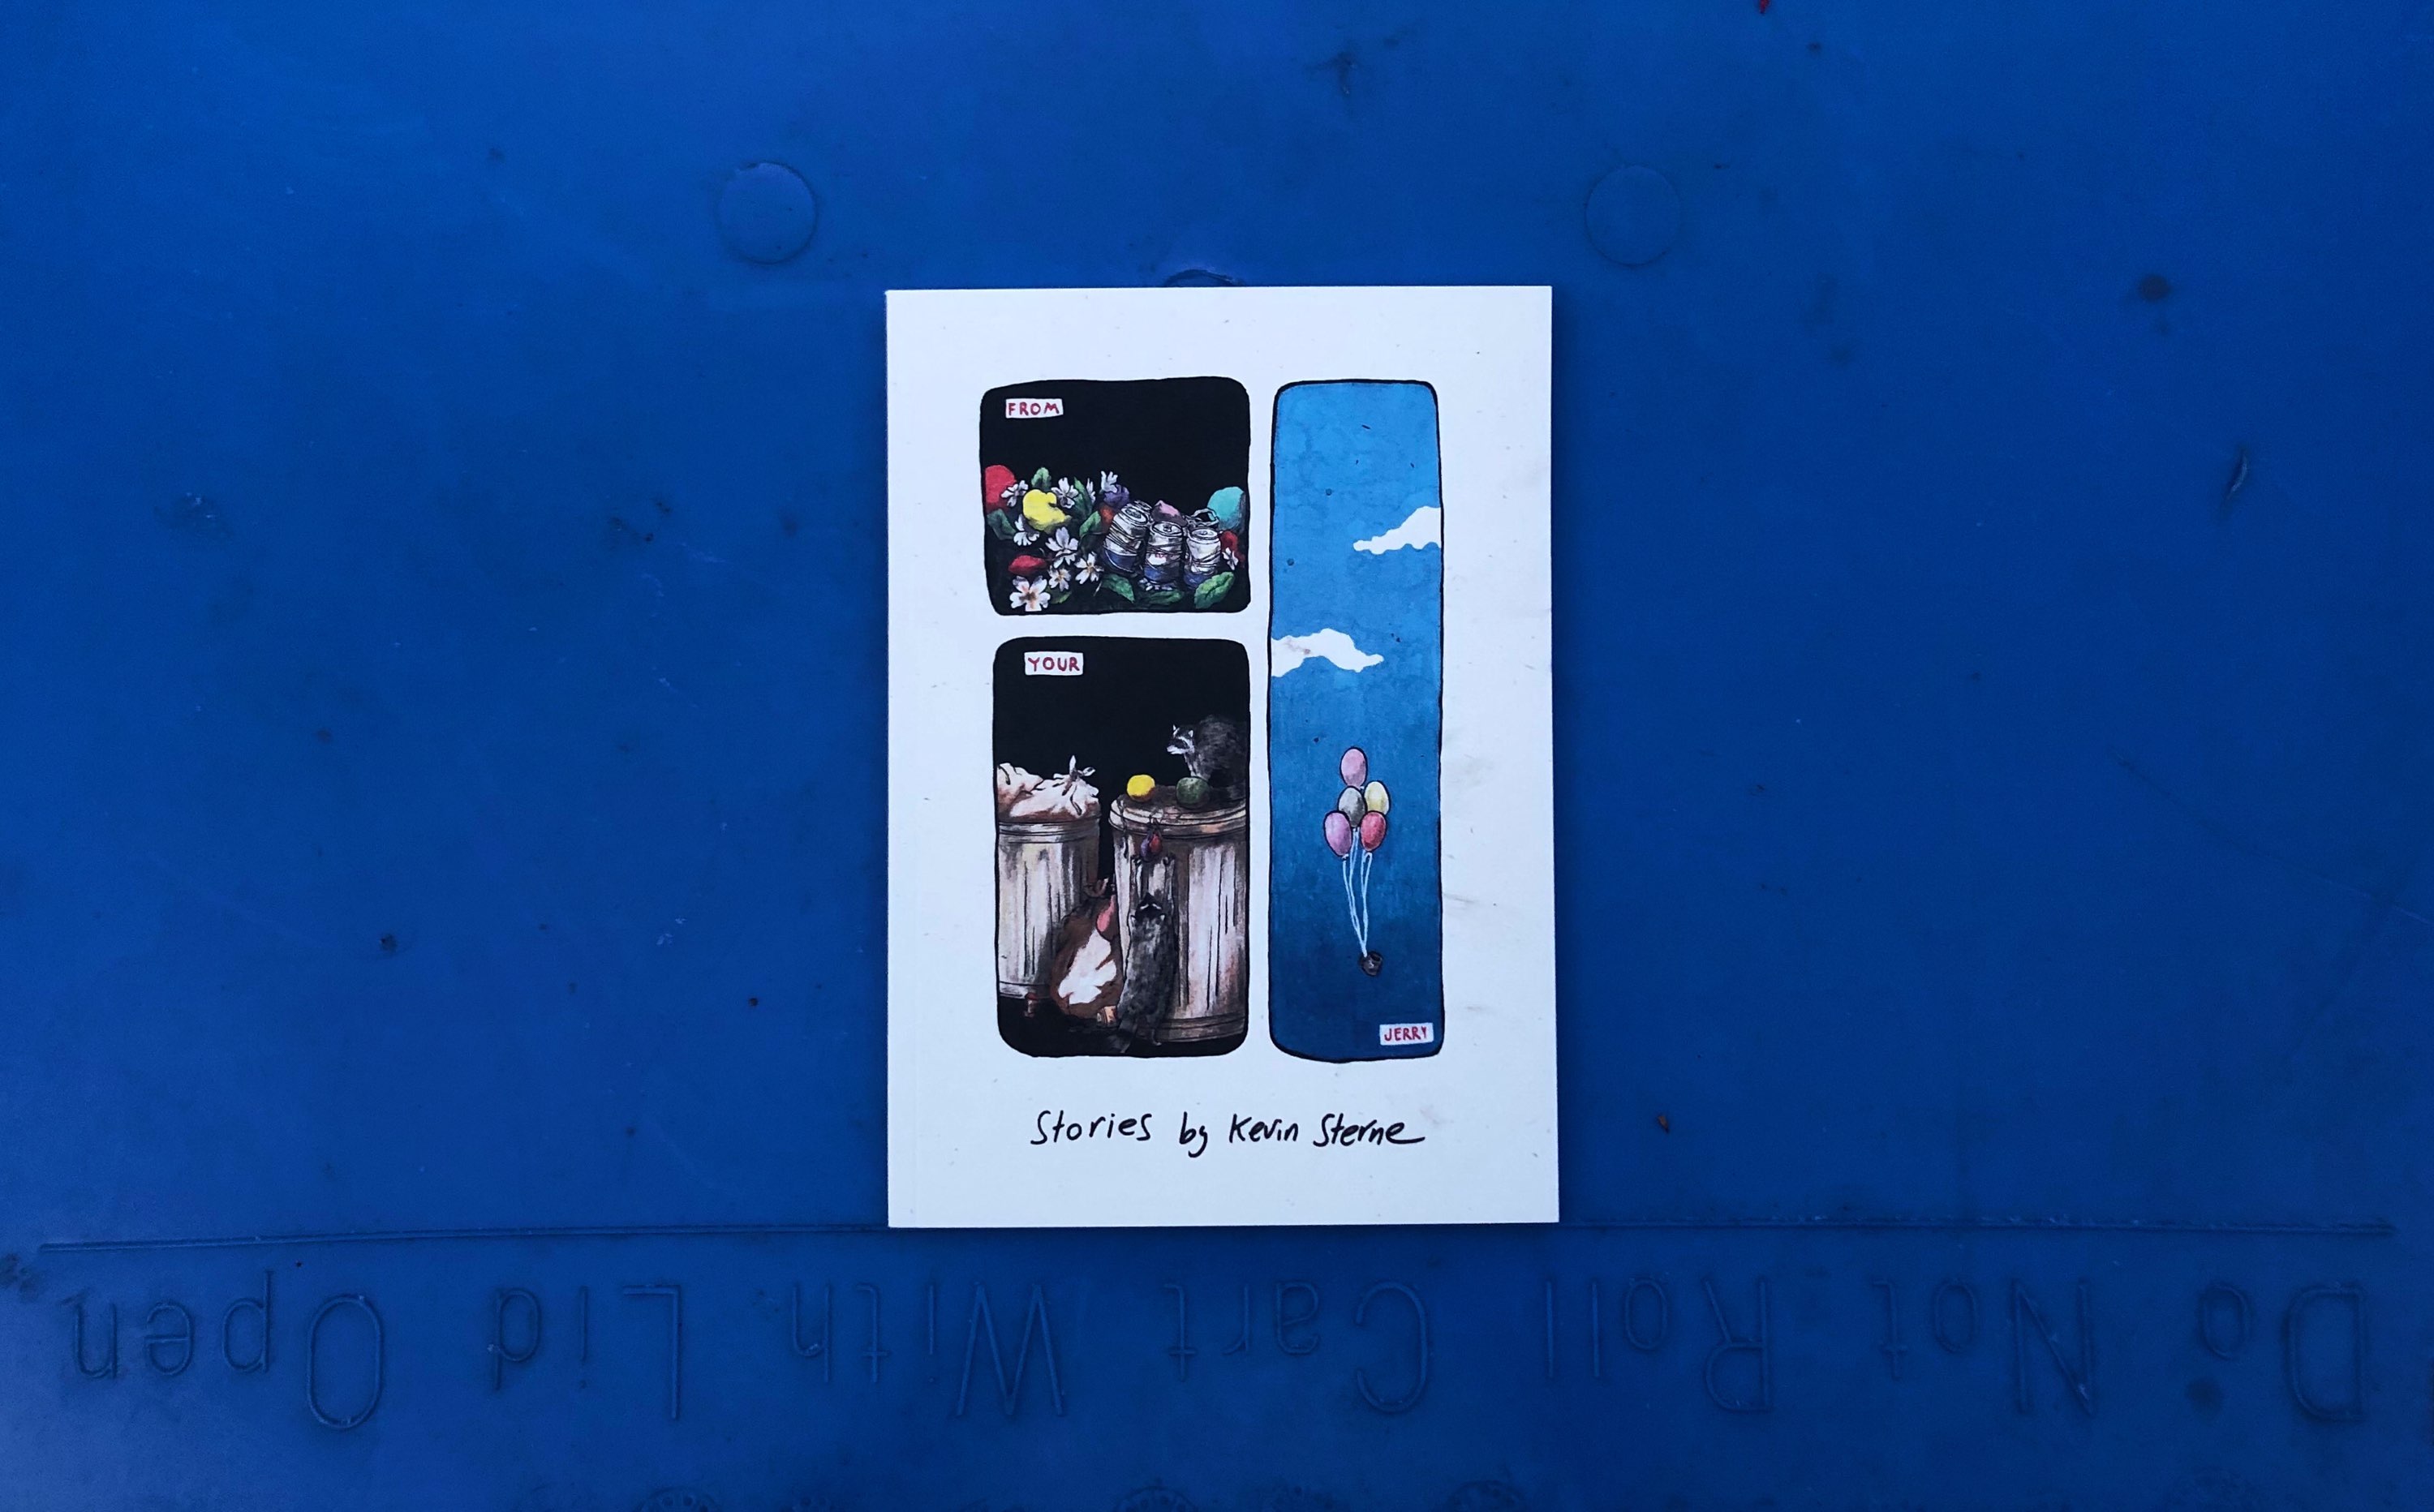 FROM
YOUR
JERRY
Stories by Kevin Sterne
Do Not Roll Cart With Lid Open